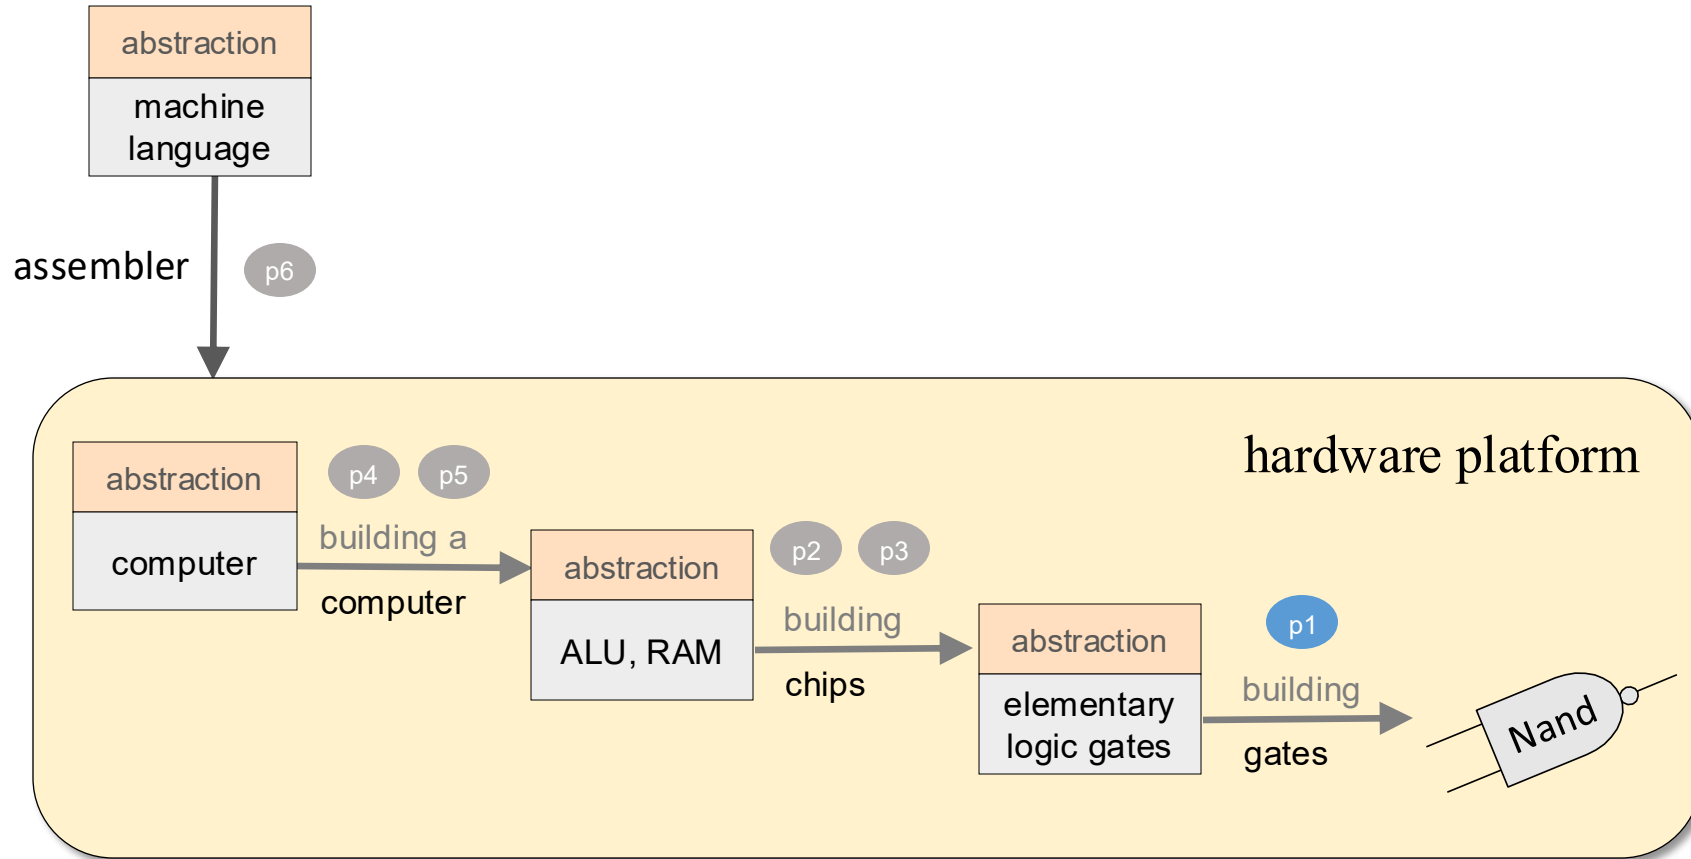 abstraction
machine
language
assembler
p6
hardware platform
abstraction
computer
p4
p5
building a
computer
abstraction
ALU, RAM
p2
p3
building
chips
abstraction
elementary
logic gates
p1
building
gates
Nand